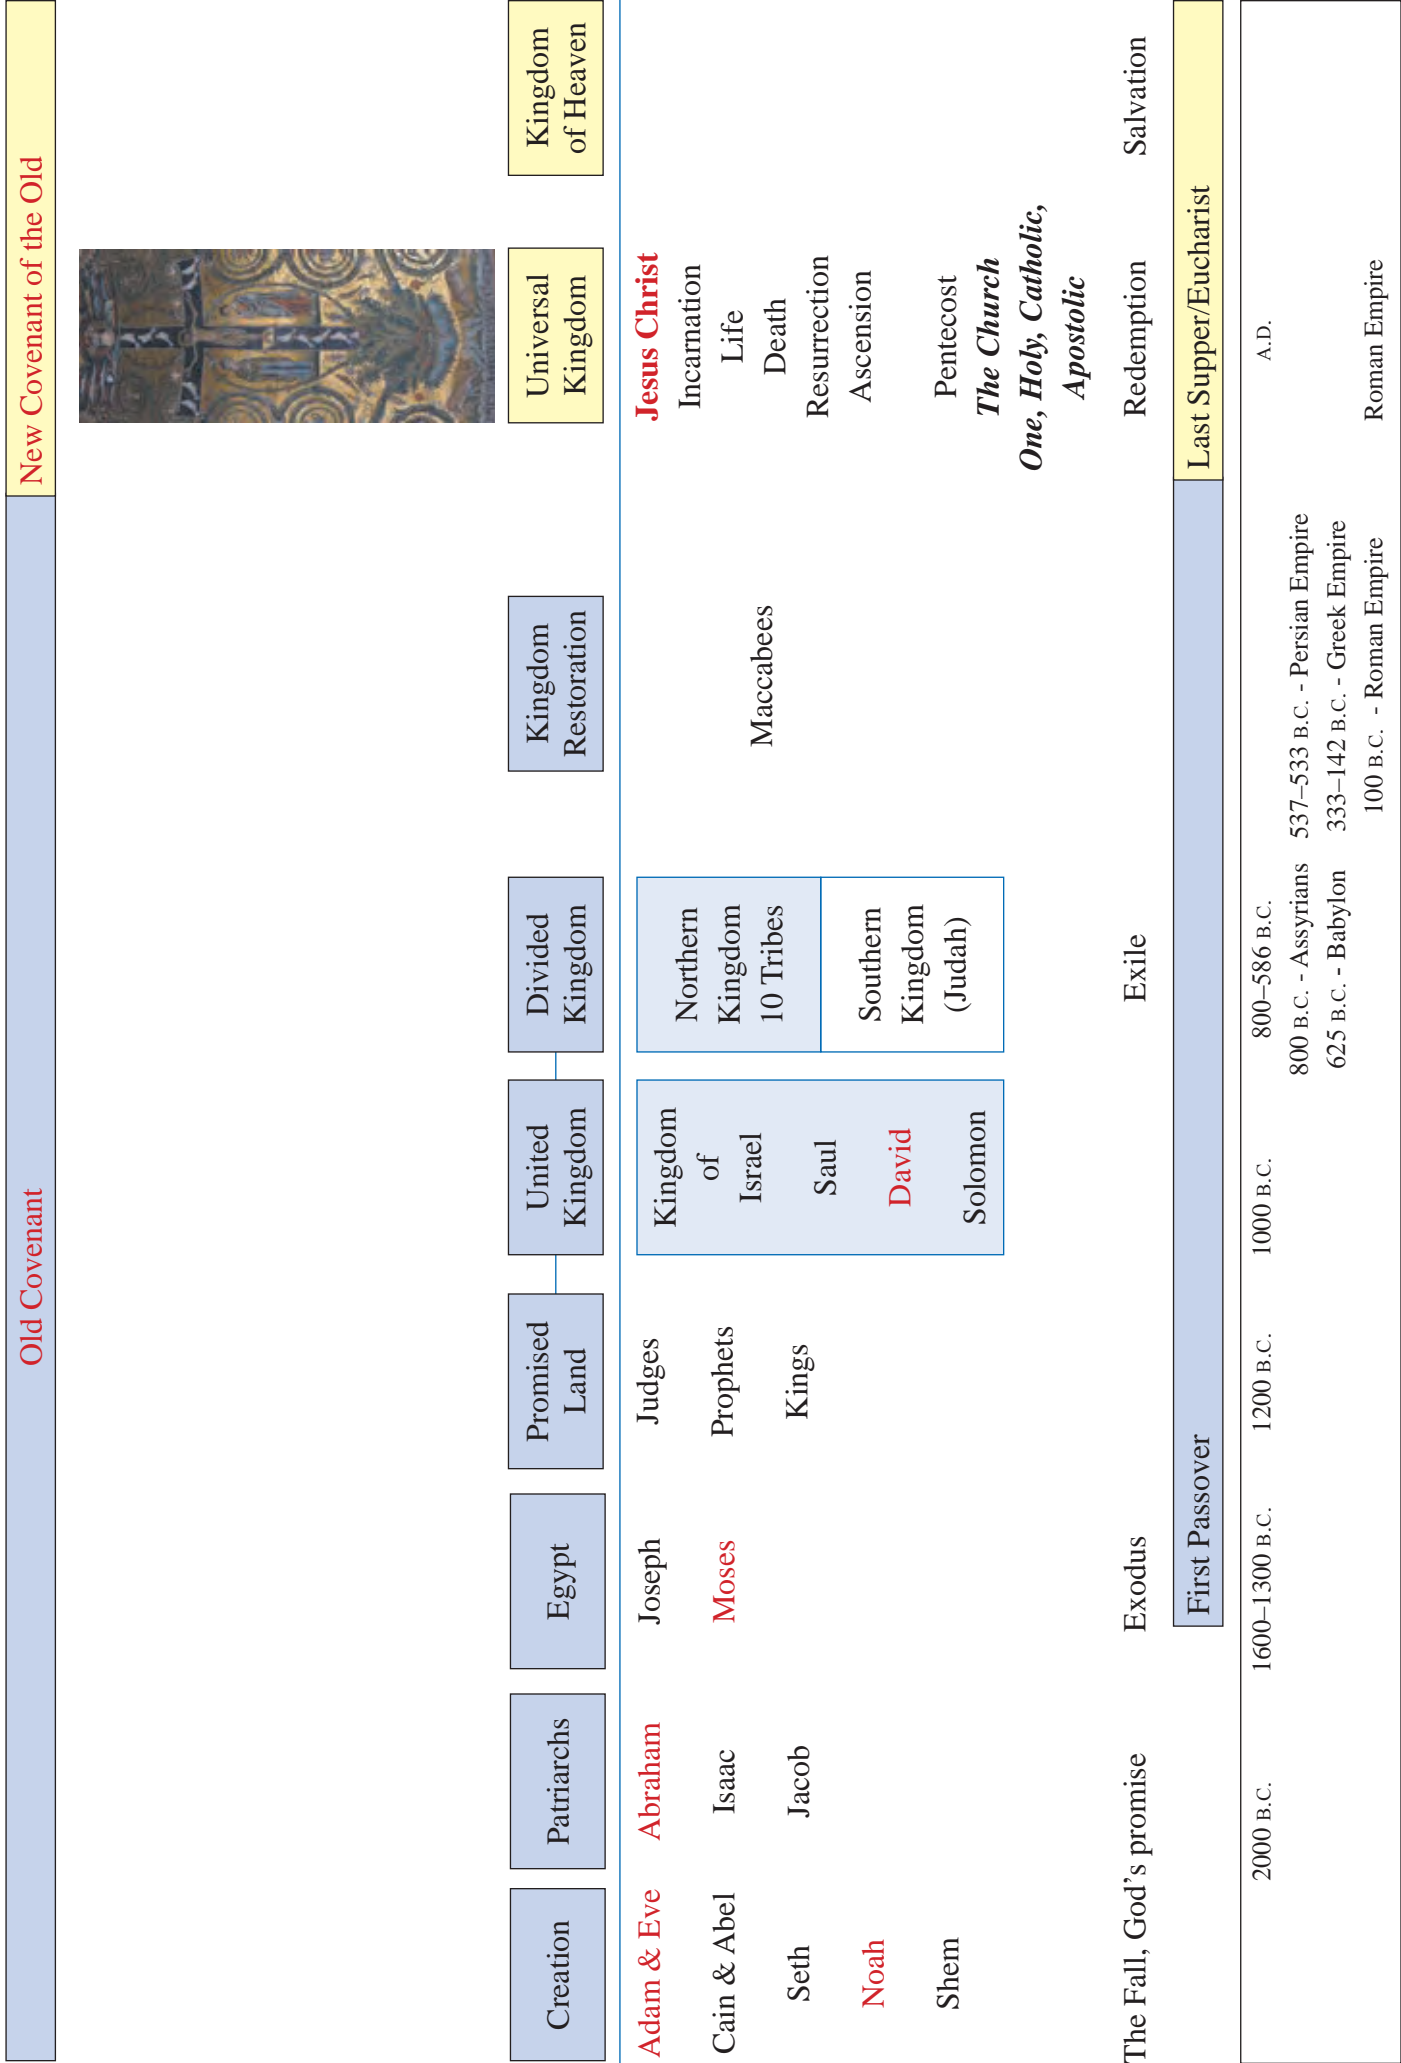 Old Covenant
New Covenant of the Old
Creation
Patriarchs
Egypt
Promised
Land
United
Kingdom
Divided
Kingdom
Kingdom
Restoration
Universal
Kingdom
Kingdom
of Heaven
Adam & Eve
Cain & Abel
Seth
Noah
Shem
Abraham
Isaac
Jacob
Joseph
Moses
Judges
Prophets
Kings
Kingdom
of
Israel
Saul
David
Solomon
Northern
Kingdom
10 Tribes
Southern
Kingdom
(Judah)
Maccabees
Jesus Christ
Incarnation
Life
Death
Resurrection
Ascension
Pentecost
The Church
One, Holy, Catholic,
Apostolic
The Fall, God's promise
Exodus
Exile
Redemption
Salvation
First Passover
Last Supper/Eucharist
2000 B.C.
1600–1300 B.C.
1200 B.C.
1000 B.C.
800–586 B.C.
800 B.C. - Assyrians
625 B.C. - Babylon
537–533 B.C. - Persian Empire
333–142 B.C. - Greek Empire
100 B.C. - Roman Empire
A.D.
Roman Empire